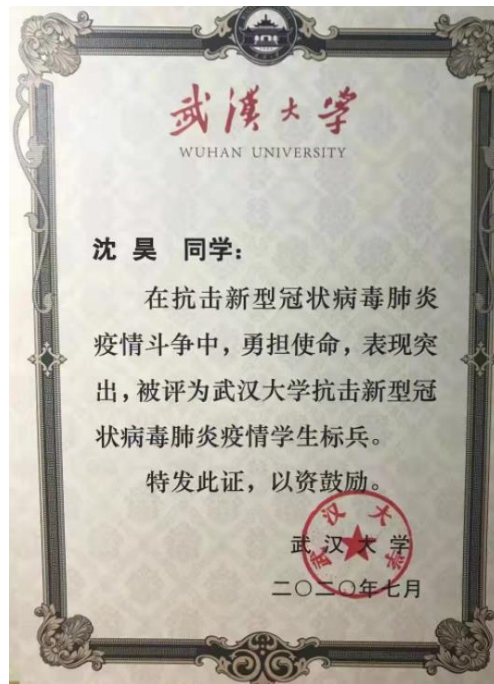 武漢大学
WUHAN UNIVERSITY
沈昊 同学：
在抗击新型冠状病毒肺炎
疫情斗争中，勇担使命，表现突
出，被评为武汉大学抗击新型冠
状病毒肺炎疫情学生标兵。
特发此证，以资鼓励。
武汉大学
二〇二〇年七月
武汉大学